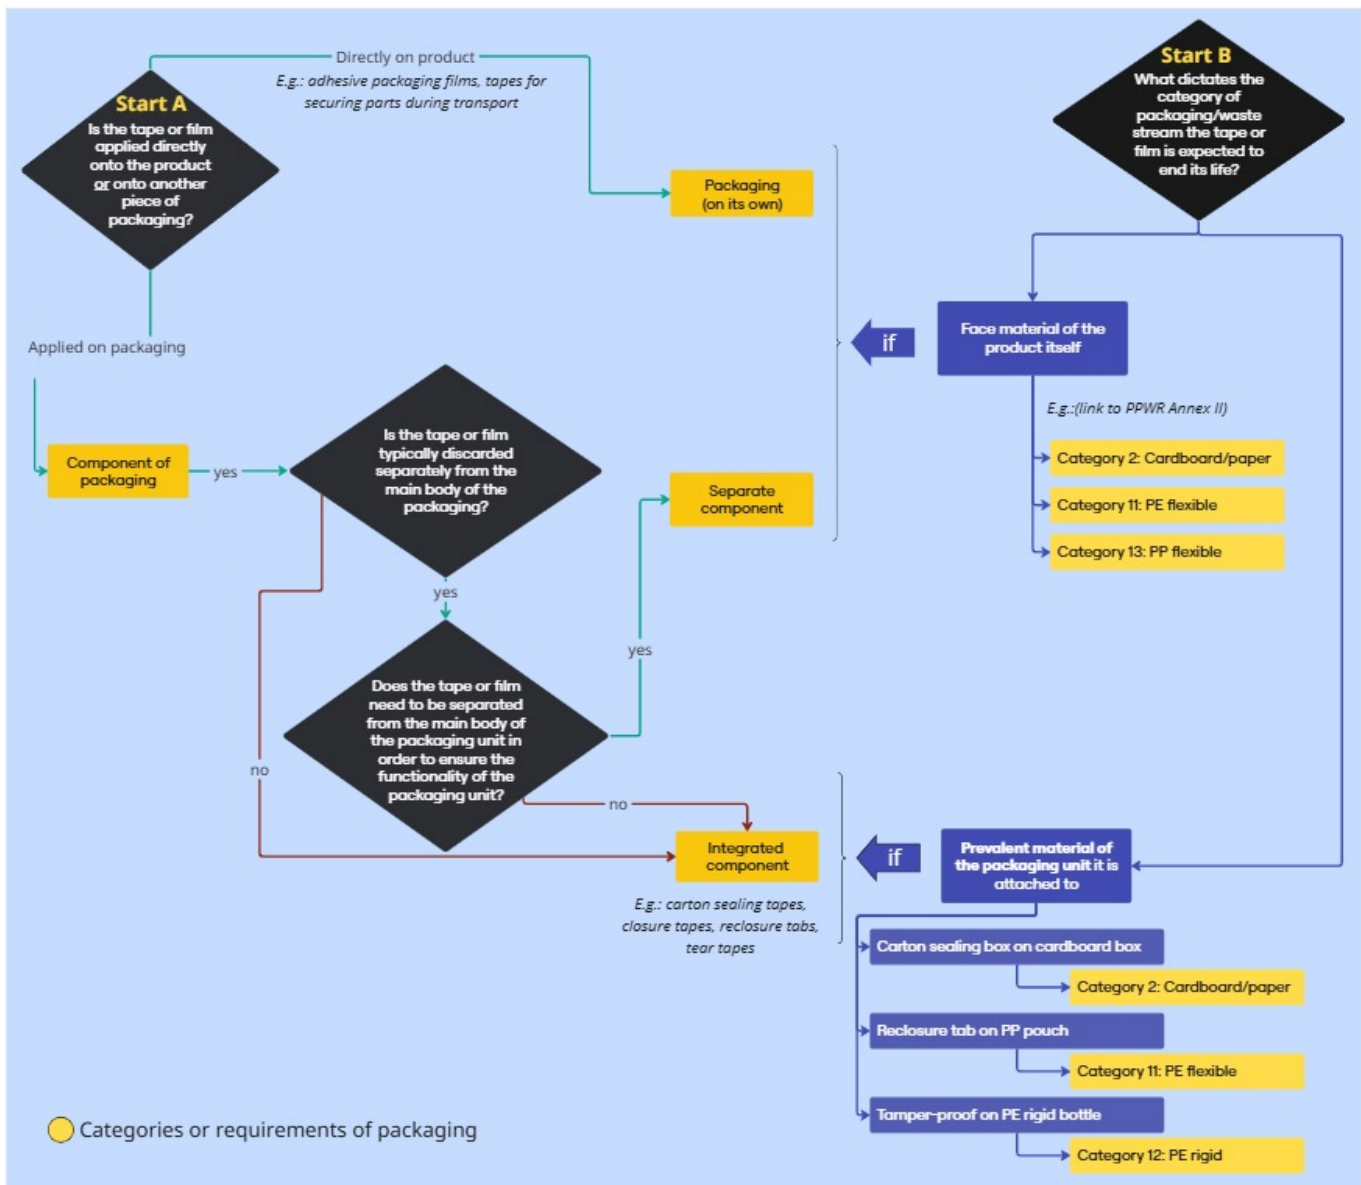 Directly on product
E.g.: adhesive packaging films, tapes for
securing parts during transport
Start A
Is the tape or film
applied directly
onto the product
or onto another
piece of
packaging?
Start B
What dictates the
category of
packaging/waste
stream the tape or
film is expected to
end its life?
Packaging
(on its own)
Applied on packaging
Face material of the
product itself
if
E.g.:(link to PPWR Annex II)
Category 2: Cardboard/paper
Category 11: PE flexible
Category 13: PP flexible
Component of
packaging
yes
Is the tape or film
typically discarded
separately from the
main body of the
packaging?
Separate
component
yes
Does the tape or film
need to be separated
from the main body of
the packaging unit in
order to ensure the
functionality of the
packaging unit?
yes
no
no
Integrated
component
E.g.: carton sealing tapes,
closure tapes, reclosure tabs,
tear tapes
if
Prevalent material of
the packaging unit it is
attached to
Carton sealing box on cardboard box
Category 2: Cardboard/paper
Reclosure tab on PP pouch
Category 11: PE flexible
Tamper-proof on PE rigid bottle
Category 12: PE rigid
Categories or requirements of packaging